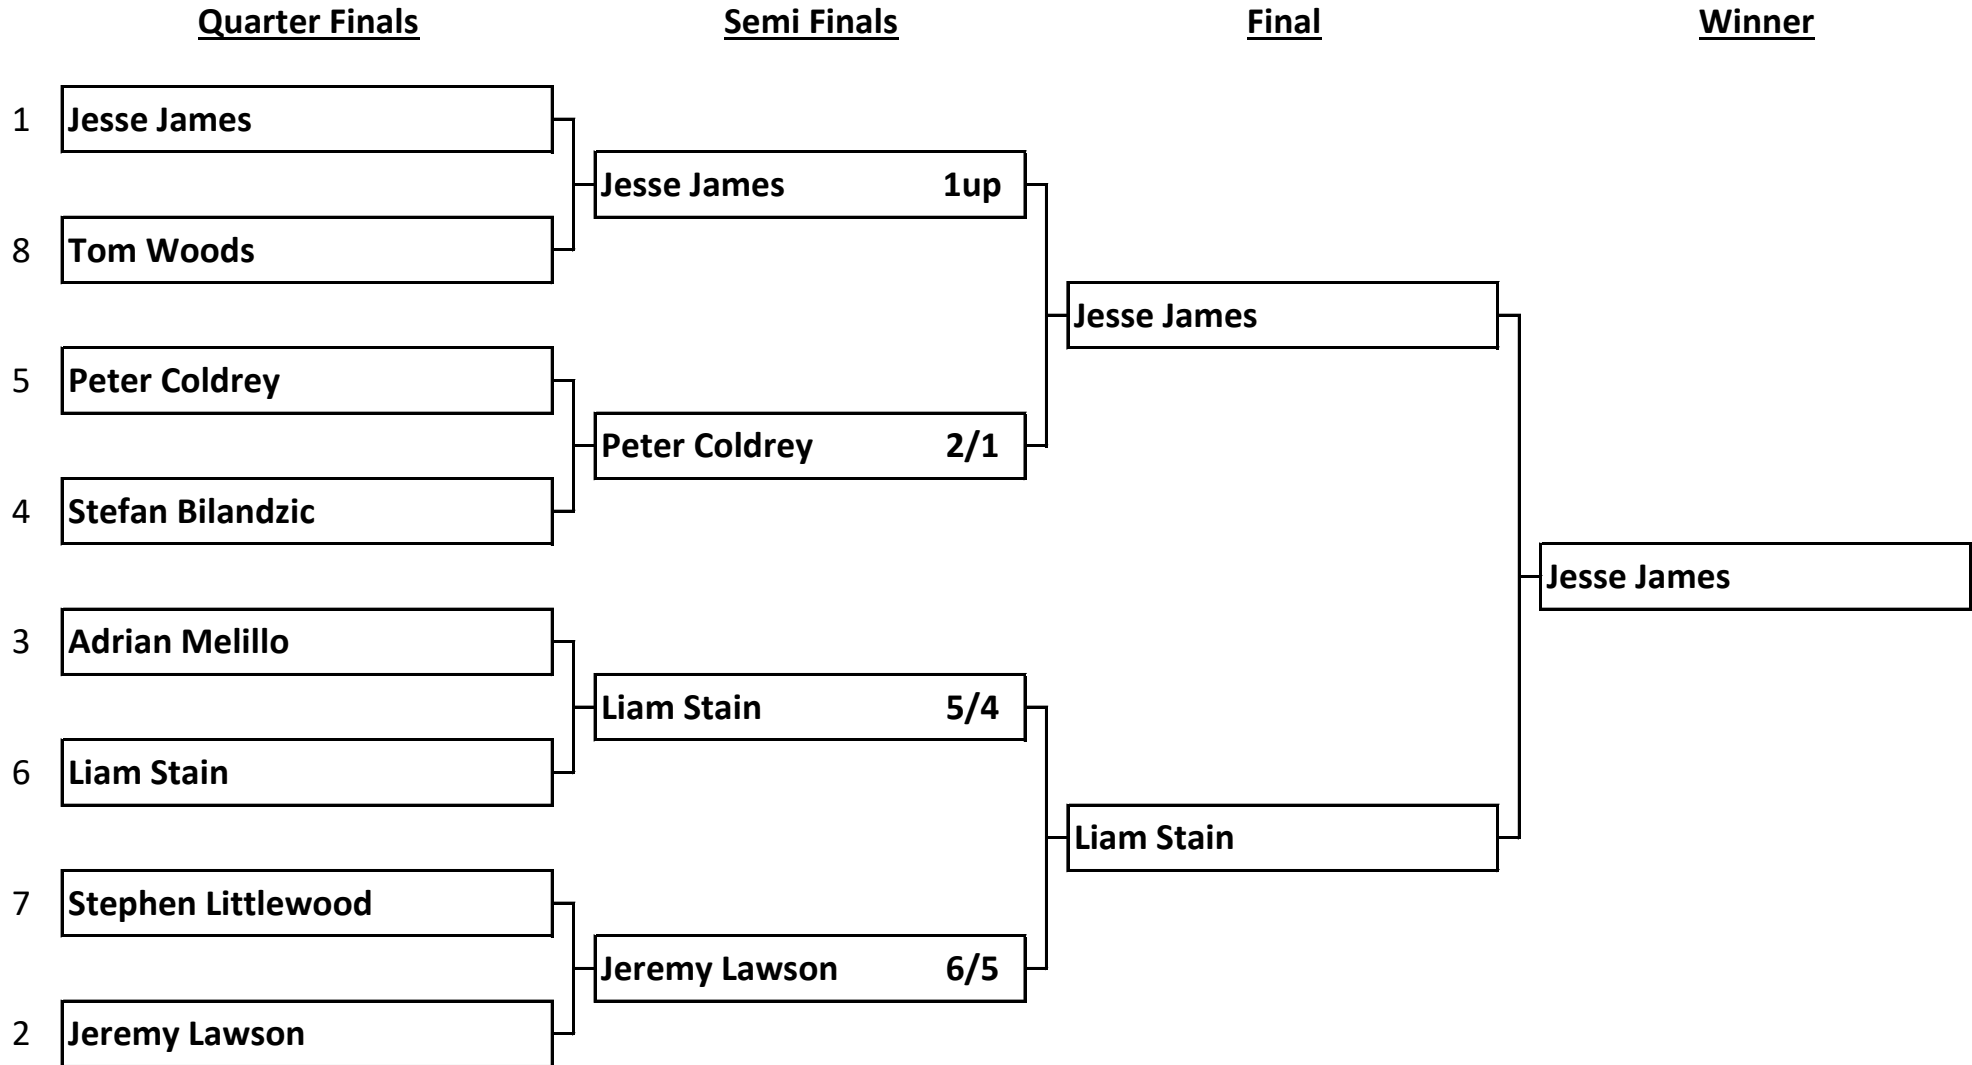 Quarter Finals Semi Finals Final Winner
1 Jesse James
Jesse James 1up
8 Tom Woods
Jesse James
5 Peter Coldrey
Peter Coldrey 2/1
4 Stefan Bilandzic
Jesse James
3 Adrian Melillo
Liam Stain 5/4
6 Liam Stain
Liam Stain
7 Stephen Littlewood
Jeremy Lawson 6/5
2 Jeremy Lawson